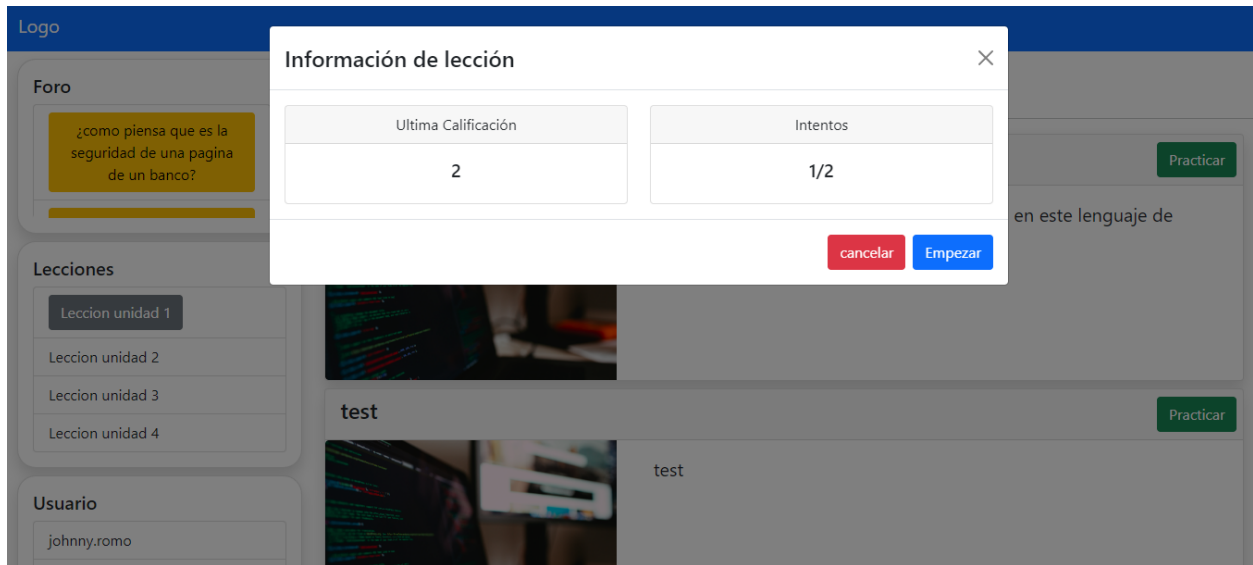 Logo
Información de lección
Ultima Calificación
2
Intentos
1/2
cancelar
Empezar
Foro
¿como piensa que es la
seguridad de una pagina
de un banco?
Lecciones
Leccion unidad 1
Leccion unidad 2
Leccion unidad 3
Leccion unidad 4
Usuario
johnny.romo
Practicar
en este lenguaje de
test
Practicar
test